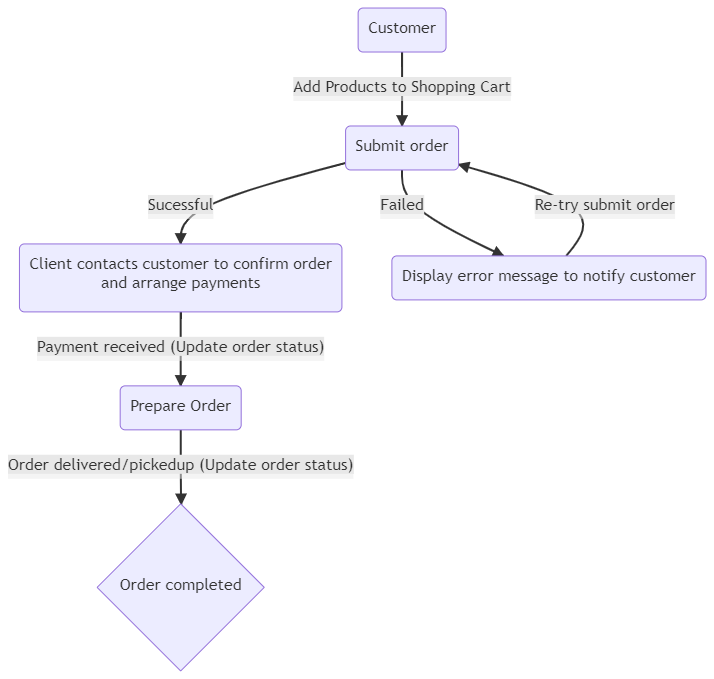 Customer
Add Products to Shopping Cart
Submit order
Sucessful
Failed
Re-try submit order
Client contacts customer to confirm order
and arrange payments
Display error message to notify customer
Payment received (Update order status)
Prepare Order
Order delivered/pickedup (Update order status)
Order completed